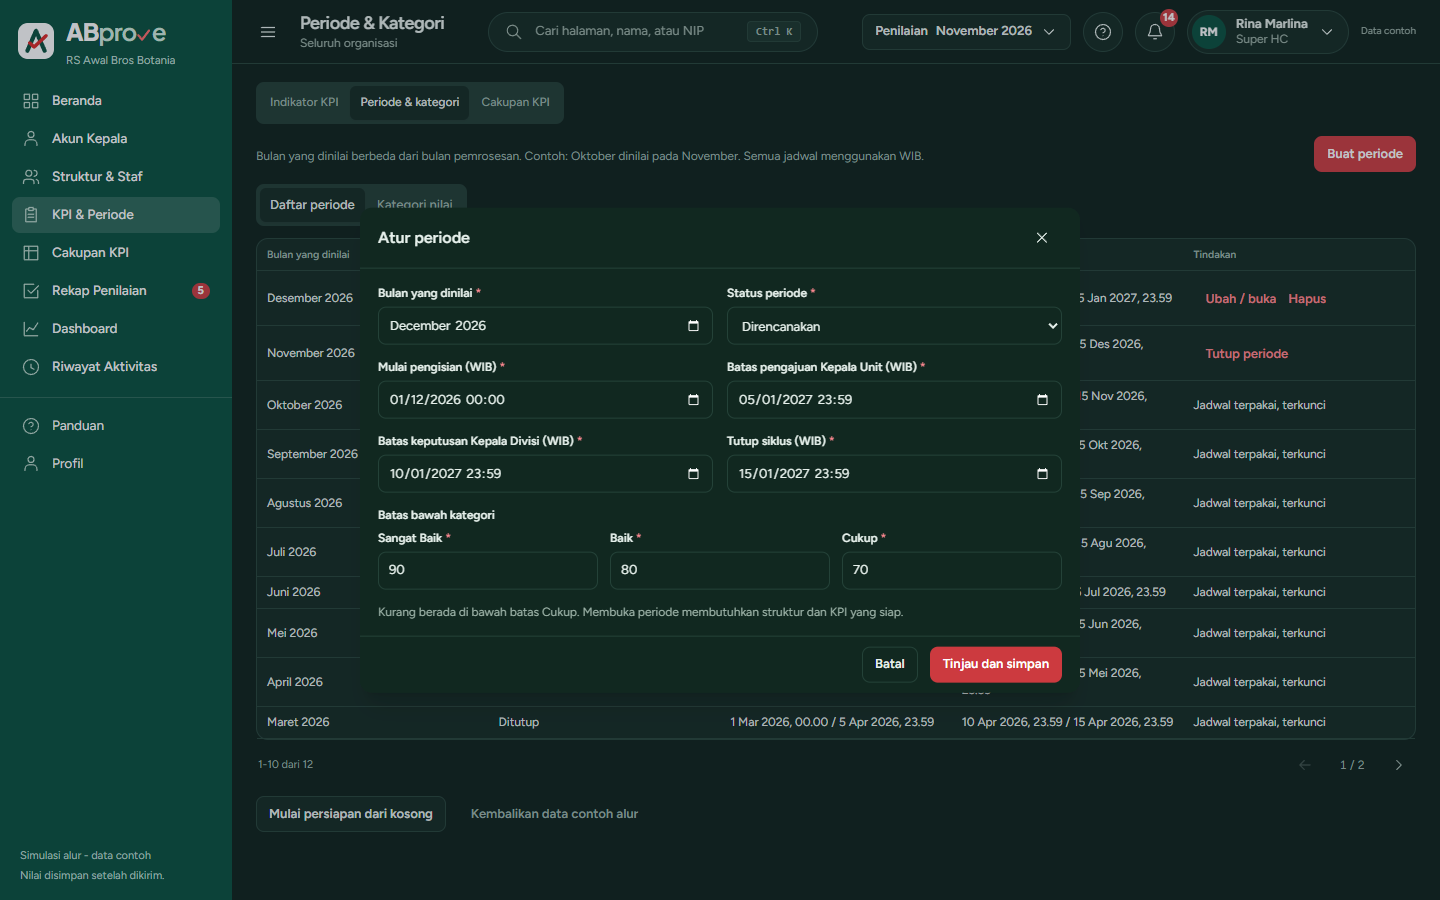 ABprove
RS Awal Bros Botania
Beranda
Akun Kepala
Struktur & Staf
KPI & Periode
Cakupan KPI
Rekap Penilaian 5
Dashboard
Riwayat Aktivitas
Panduan
Profil
Simulasi alur - data contoh
Nilai disimpan setelah dikirim.
Periode & Kategori
Seluruh organisasi
Cari halaman, nama, atau NIP Ctrl K
Penilaian November 2026
14
RM
Rina Marlina
Super HC
Data contoh
Indikator KPI Periode & kategori Cakupan KPI
Bulan yang dinilai berbeda dari bulan pemrosesan. Contoh: Oktober dinilai pada November. Semua jadwal menggunakan WIB.
Buat periode
Daftar periode Kategori nilai
Bulan yang dinilai Tindakan
Desember 2026 5 Jan 2027, 23.59 Ubah / buka Hapus
November 2026 5 Des 2026, Tutup periode
Oktober 2026 5 Nov 2026, Jadwal terpakai, terkunci
September 2026 5 Okt 2026, Jadwal terpakai, terkunci
Agustus 2026 5 Sep 2026, Jadwal terpakai, terkunci
Juli 2026 5 Agu 2026, Jadwal terpakai, terkunci
Juni 2026 Jul 2026, 23.59 Jadwal terpakai, terkunci
Mei 2026 5 Jun 2026, Jadwal terpakai, terkunci
April 2026 5 Mei 2026, Jadwal terpakai, terkunci
Maret 2026 Ditutup 1 Mar 2026, 00.00 / 5 Apr 2026, 23.59 10 Apr 2026, 23.59 / 15 Apr 2026, 23.59 Jadwal terpakai, terkunci
Atur periode
Bulan yang dinilai * Status periode *
December 2026 Direncanakan
Mulai pengisian (WIB) * Batas pengajuan Kepala Unit (WIB) *
01/12/2026 00:00 05/01/2027 23:59
Batas keputusan Kepala Divisi (WIB) * Tutup siklus (WIB) *
10/01/2027 23:59 15/01/2027 23:59
Batas bawah kategori
Sangat Baik * Baik * Cukup *
90 80 70
Kurang berada di bawah batas Cukup. Membuka periode membutuhkan struktur dan KPI yang siap.
Batal Tinjau dan simpan
1-10 dari 12
1 / 2
Mulai persiapan dari kosong Kembalikan data contoh alur